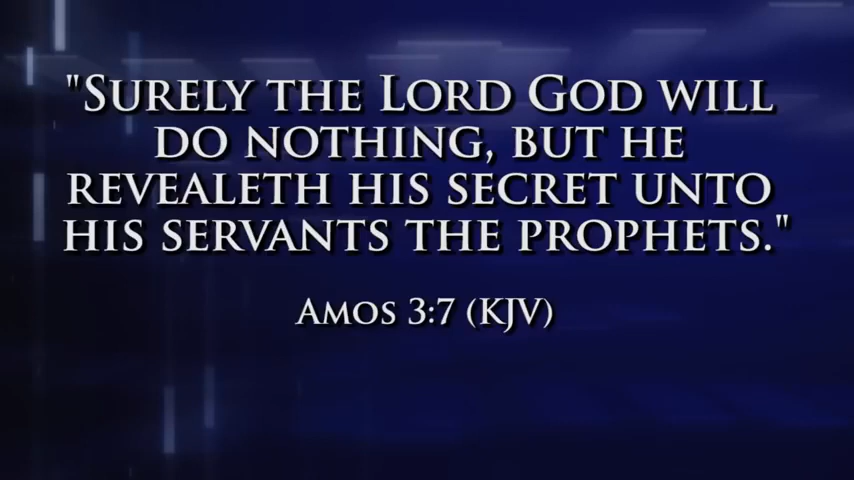 "Surely the Lord God will
do nothing, but he
revealeth his secret unto
his servants the prophets."
Amos 3:7 (KJV)